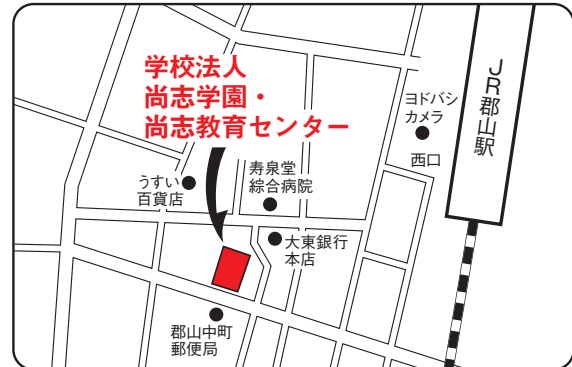 学校法人
尚志学園・
尚志教育センター
ヨドバシ
カメラ
JR郡山駅
西口
寿泉堂
綜合病院
うすい
百貨店
大東銀行
本店
郡山中町
郵便局